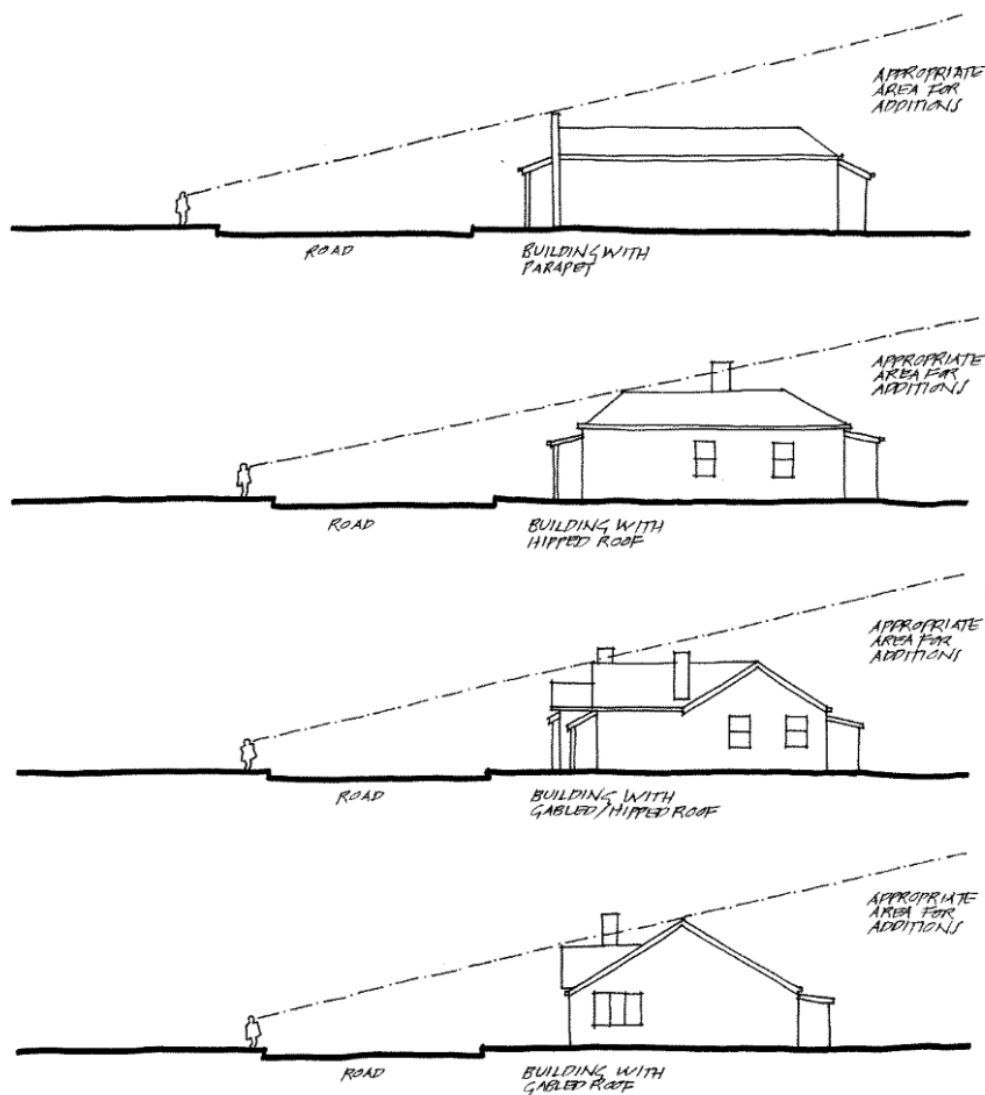 APPROPRIATE
AREA FOR
ADDITIONS
ROAD
BUILDING WITH
PARAPET
APPROPRIATE
AREA FOR
ADDITIONS
ROAD
BUILDING WITH
HIPPED ROOF
APPROPRIATE
AREA FOR
ADDITIONS
ROAD
BUILDING WITH
GABLED/HIPPED ROOF
APPROPRIATE
AREA FOR
ADDITIONS
ROAD
BUILDING WITH
GABLED ROOF